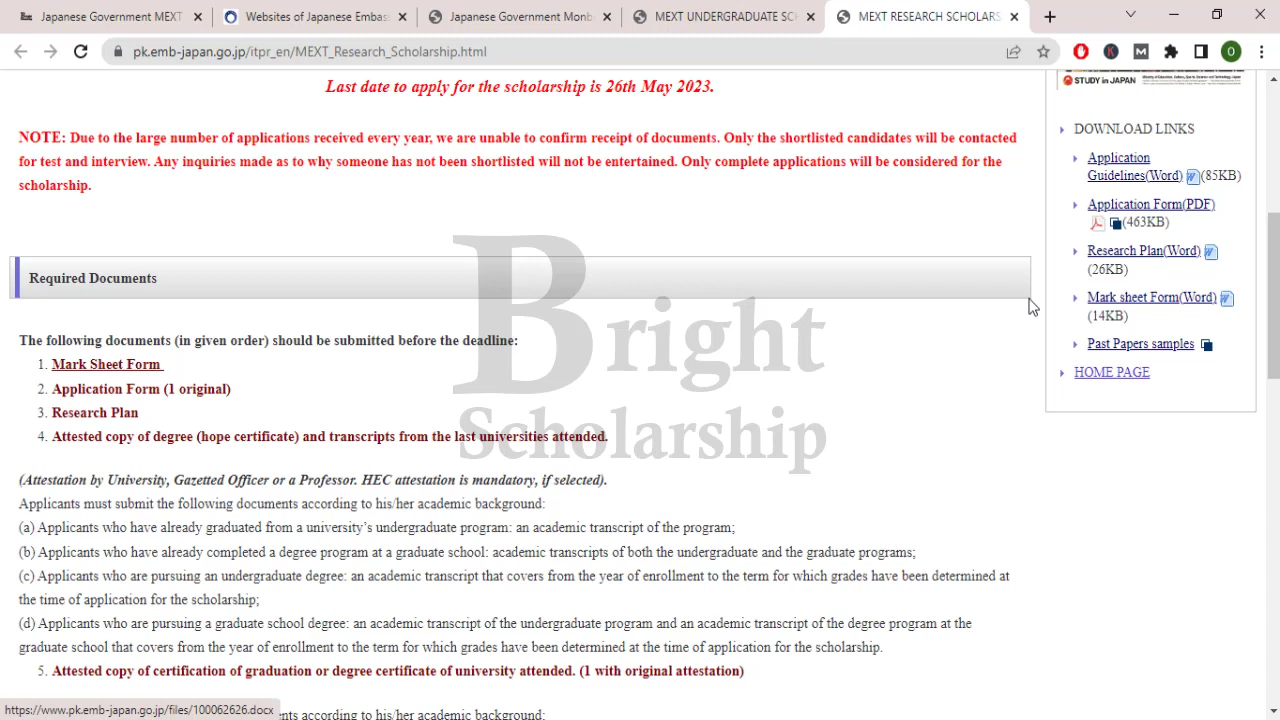 Japanese Government MEXT
Websites of Japanese Embas
Japanese Government Monb
MEXT UNDERGRADUATE SC
MEXT RESEARCH SCHOLARS
pk.emb-japan.go.jp/itpr_en/MEXT_Research_Scholarship.html
Last date to apply for the scholarship is 26th May 2023.
NOTE: Due to the large number of applications received every year, we are unable to confirm receipt of documents. Only the shortlisted candidates will be contacted
for test and interview. Any inquiries made as to why someone has not been shortlisted will not be entertained. Only complete applications will be considered for the
scholarship.
Required Documents
The following documents (in given order) should be submitted before the deadline:
1. Mark Sheet Form
2. Application Form (1 original)
3. Research Plan
4. Attested copy of degree (hope certificate) and transcripts from the last universities attended.
(Attestation by University, Gazetted Officer or a Professor. HEC attestation is mandatory, if selected).
Applicants must submit the following documents according to his/her academic background:
(a) Applicants who have already graduated from a university's undergraduate program: an academic transcript of the program;
(b) Applicants who have already completed a degree program at a graduate school: academic transcripts of both the undergraduate and the graduate programs;
(c) Applicants who are pursuing an undergraduate degree: an academic transcript that covers from the year of enrollment to the term for which grades have been determined at
the time of application for the scholarship;
(d) Applicants who are pursuing a graduate school degree: an academic transcript of the undergraduate program and an academic transcript of the degree program at the
graduate school that covers from the year of enrollment to the term for which grades have been determined at the time of application for the scholarship.
5. Attested copy of certification of graduation or degree certificate of university attended. (1 with original attestation)
nts according to his/her academic background:
https://www.pk.emb-japan.go.jp/files/100062626.docx
STUDY in JAPAN
DOWNLOAD LINKS
Application
Guidelines(Word) (85KB)
Application Form(PDF)
(463KB)
Research Plan(Word)
(26KB)
Mark sheet Form(Word)
(14KB)
Past Papers samples
HOME PAGE
Bright
Scholarship